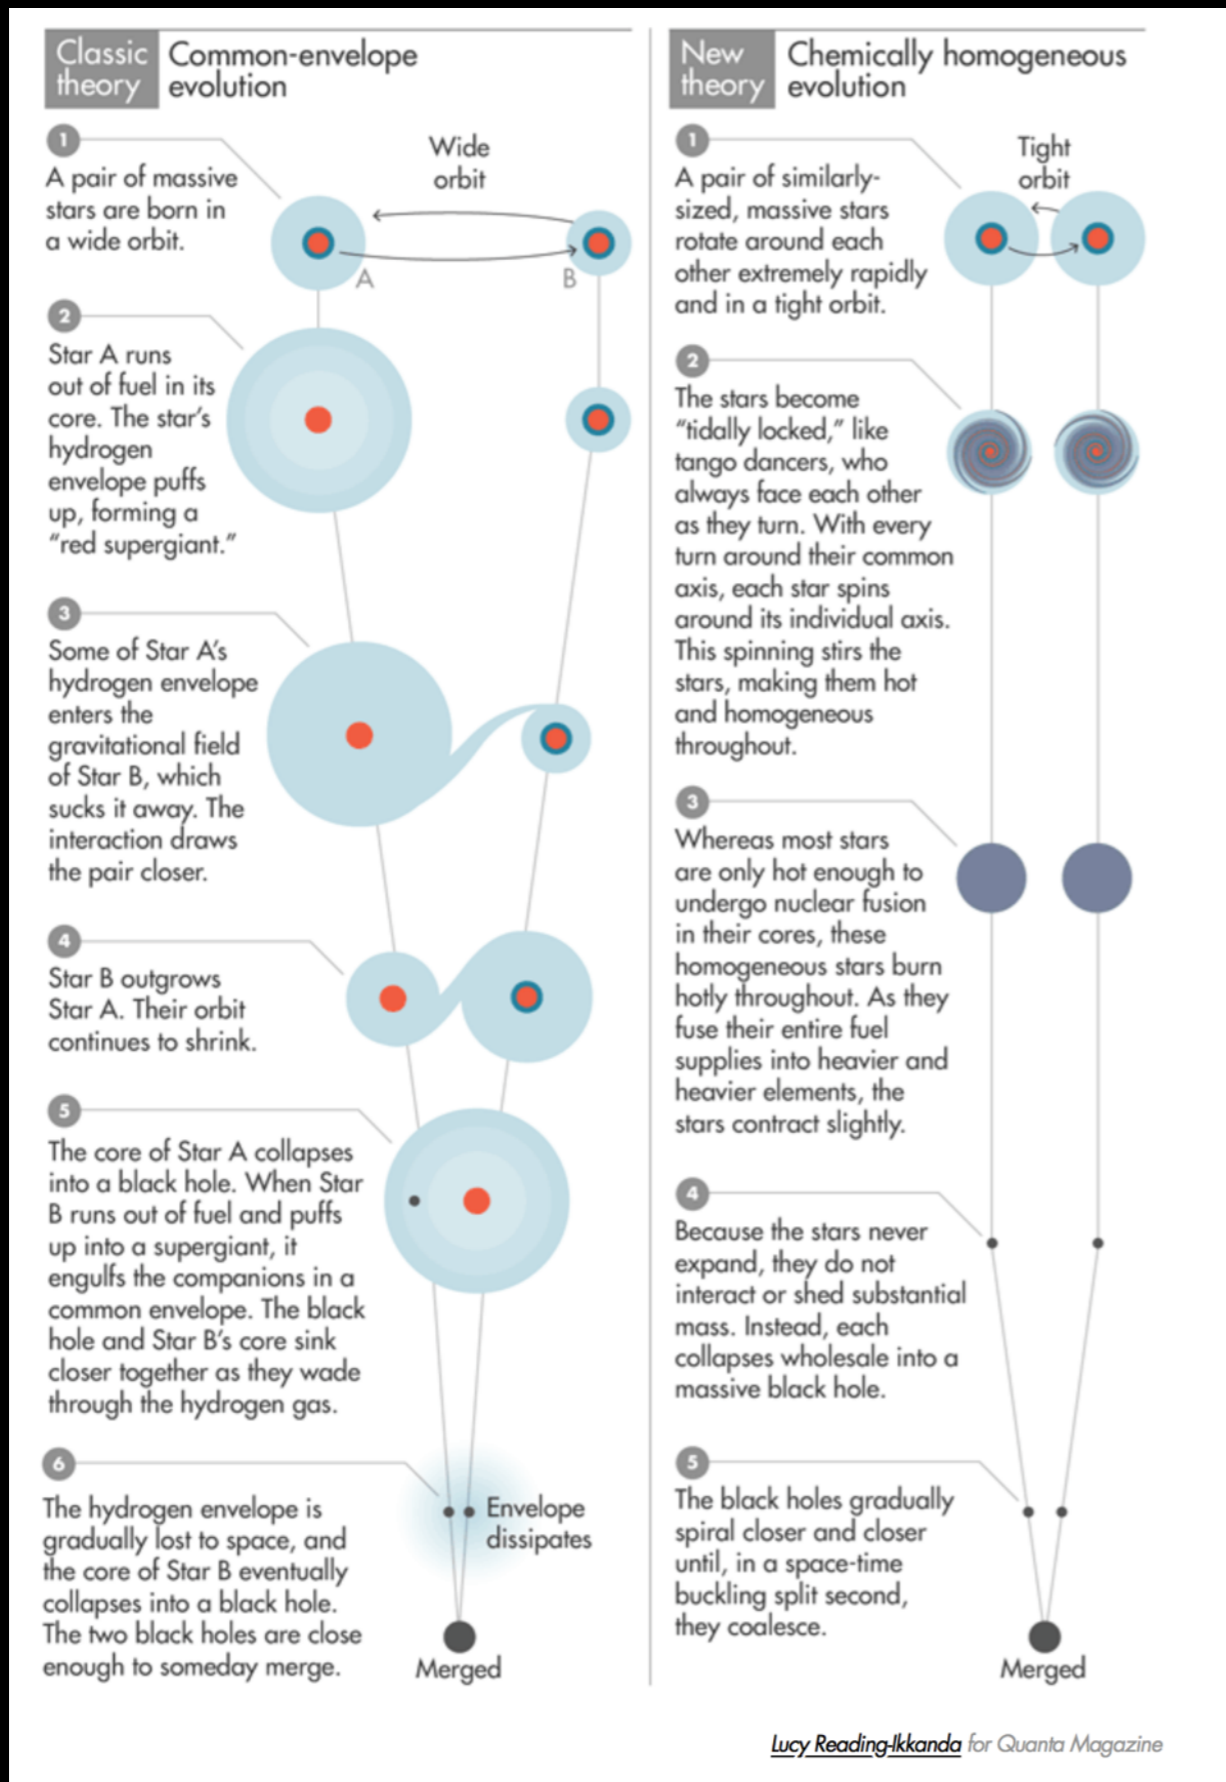 Classic
theory
Common-envelope
evolution
1
A pair of massive
stars are born in
a wide orbit.
Wide
orbit
A
B
2
Star A runs
out of fuel in its
core. The star's
hydrogen
envelope puffs
up, forming a
“red supergiant.”
3
Some of Star A's
hydrogen envelope
enters the
gravitational field
of Star B, which
sucks it away. The
interaction draws
the pair closer.
4
Star B outgrows
Star A. Their orbit
continues to shrink.
5
The core of Star A collapses
into a black hole. When Star
B runs out of fuel and puffs
up into a supergiant, it
engulfs the companions in a
common envelope. The black
hole and Star B's core sink
closer together as they wade
through the hydrogen gas.
6
The hydrogen envelope is
gradually lost to space, and
the core of Star B eventually
collapses into a black hole.
The two black holes are close
enough to someday merge.
Envelope
dissipates
Merged
New
theory
Chemically homogeneous
evolution
1
A pair of similarly-
sized, massive stars
rotate around each
other extremely rapidly
and in a tight orbit.
Tight
orbit
2
The stars become
“tidally locked,” like
tango dancers, who
always face each other
as they turn. With every
turn around their common
axis, each star spins
around its individual axis.
This spinning stirs the
stars, making them hot
and homogeneous
throughout.
3
Whereas most stars
are only hot enough to
undergo nuclear fusion
in their cores, these
homogeneous stars burn
hotly throughout. As they
fuse their entire fuel
supplies into heavier and
heavier elements, the
stars contract slightly.
4
Because the stars never
expand, they do not
interact or shed substantial
mass. Instead, each
collapses wholesale into a
massive black hole.
5
The black holes gradually
spiral closer and closer
until, in a space-time
buckling split second,
they coalesce.
Merged
Lucy Reading-Ikkanda for Quanta Magazine